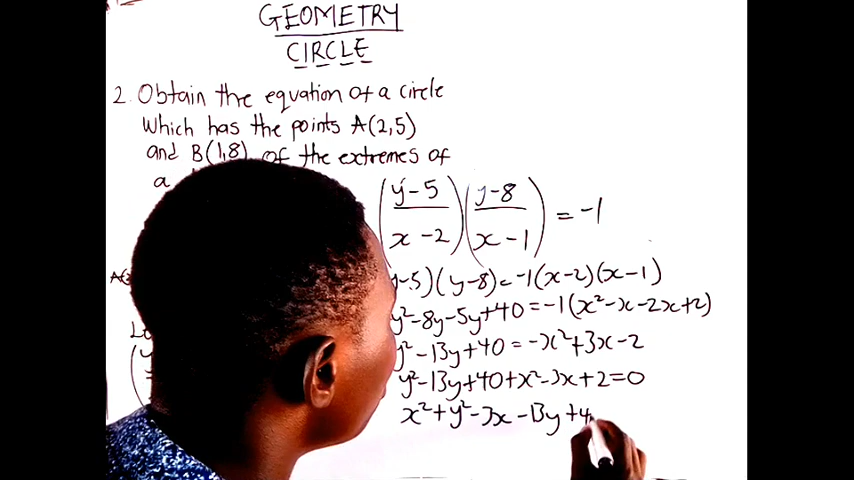 GEOMETRY
CIRCLE
2. Obtain the equation of a circle
which has the points A(2,5)
and B(1,8) of the extremes of
a
(y-5/x-2)(y-8/x-1) = -1
y-5)(y-8) = -1(x-2)(x-1)
y²-8y-5y+40 = -1(x²-x-2x+2)
y²-13y+40 = -x²+3x-2
y²-13y+40+x²-3x+2=0
x²+y²-3x-13y+4